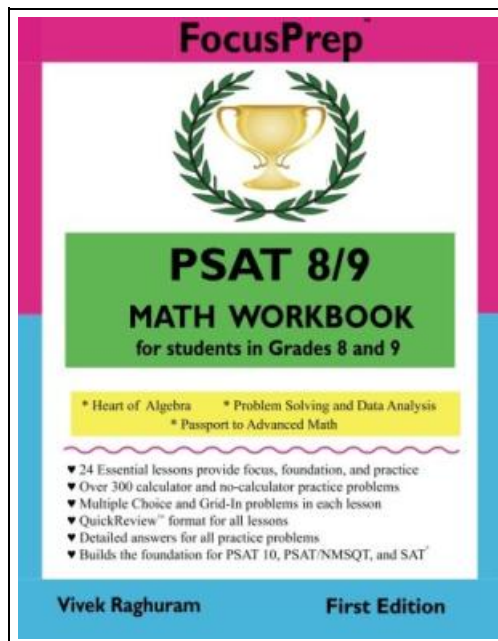 FocusPrep™
PSAT 8/9
MATH WORKBOOK
for students in Grades 8 and 9
* Heart of Algebra * Problem Solving and Data Analysis
* Passport to Advanced Math
♥ 24 Essential lessons provide focus, foundation, and practice
♥ Over 300 calculator and no-calculator practice problems
♥ Multiple Choice and Grid-In problems in each lesson
♥ QuickReview™ format for all lessons
♥ Detailed answers for all practice problems
♥ Builds the foundation for PSAT 10, PSAT/NMSQT, and SAT*
Vivek Raghuram First Edition